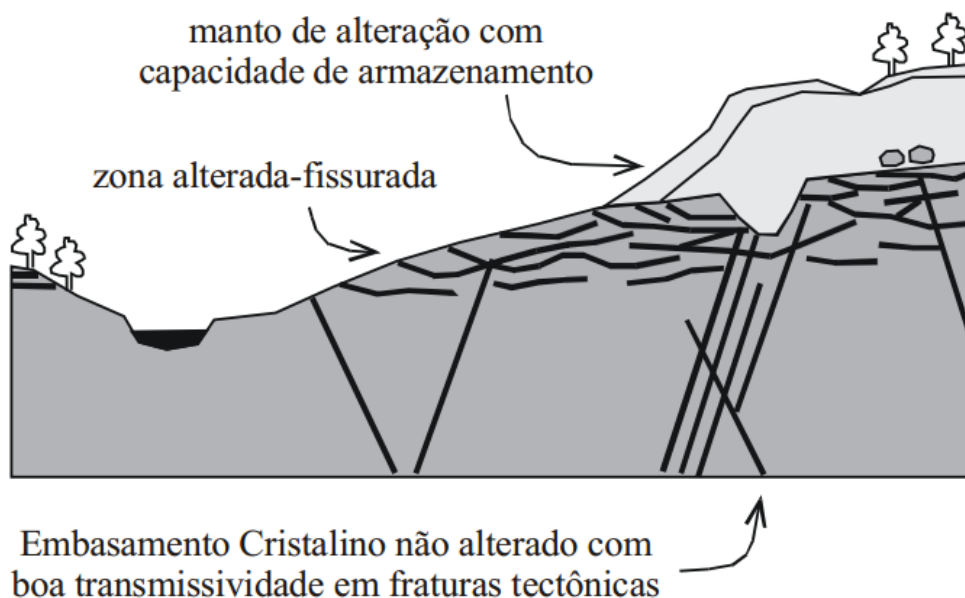 manto de alteração com
capacidade de armazenamento
zona alterada-fissurada
Embasamento Cristalino não alterado com
boa transmissividade em fraturas tectônicas